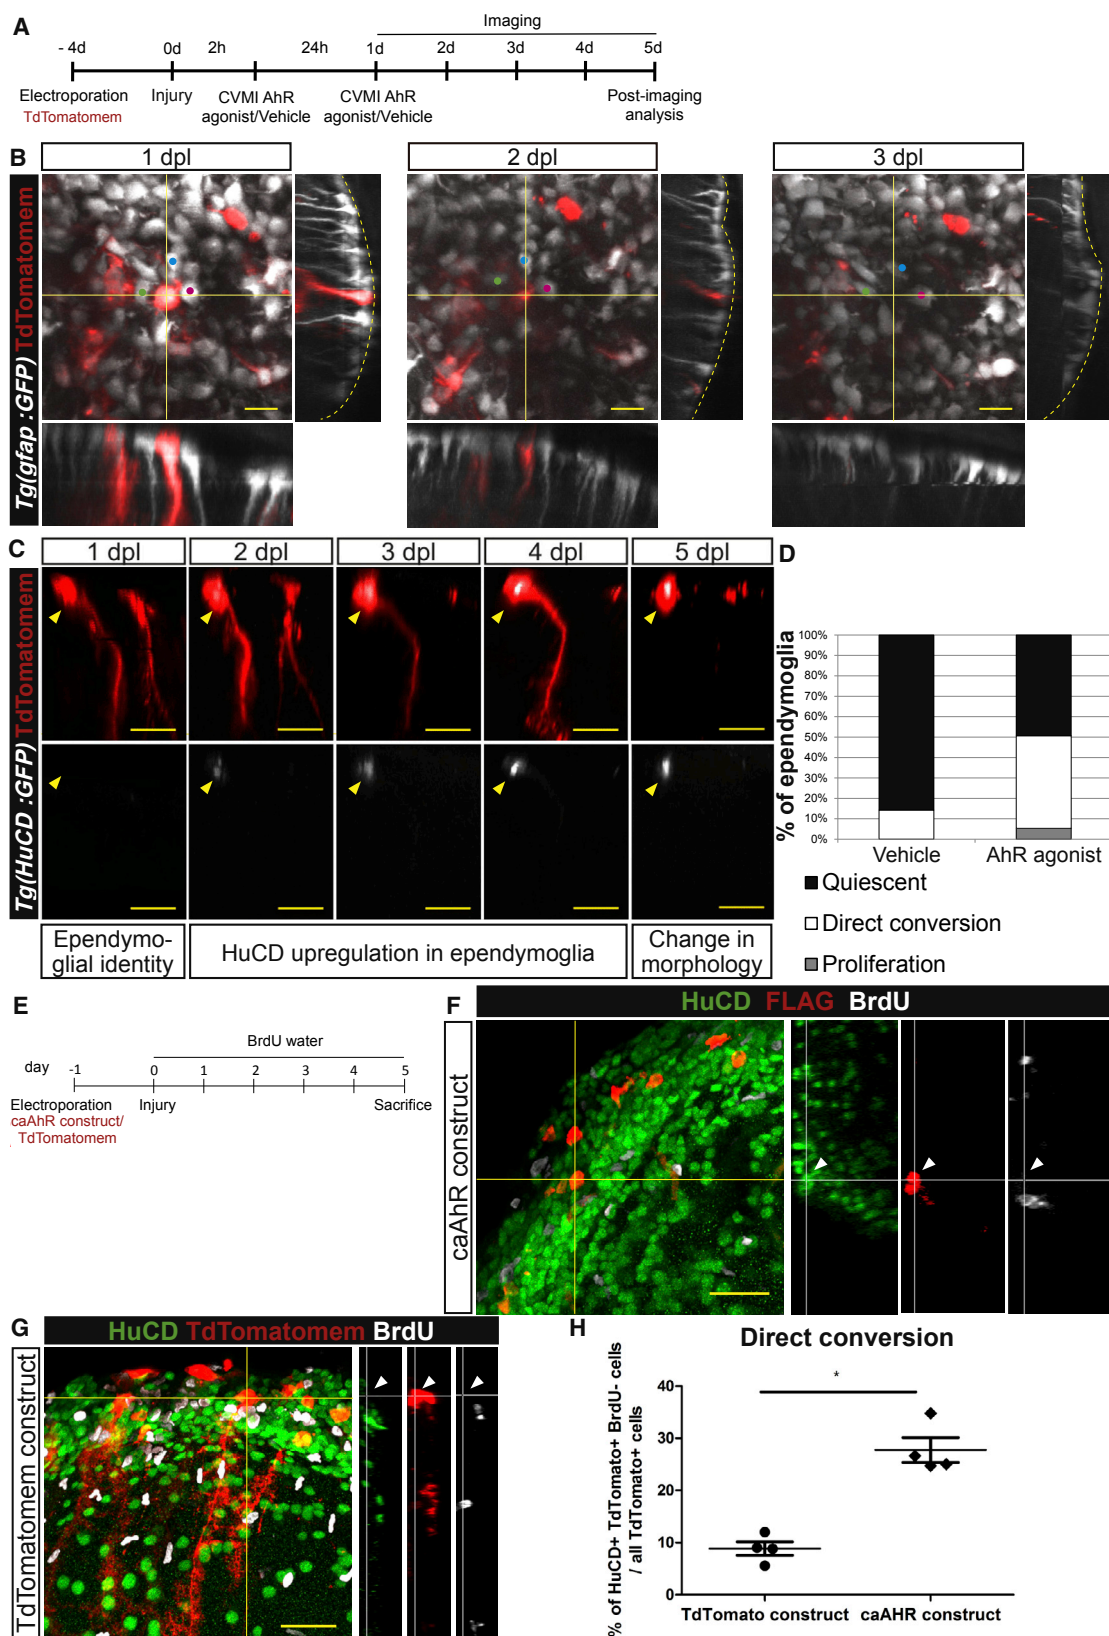 A
Imaging
- 4d 0d 2h 24h 1d 2d 3d 4d 5d
Electroporation Injury CVMI AhR CVMI AhR Post-imaging
TdTomatomem agonist/Vehicle agonist/Vehicle analysis
B
1 dpl 2 dpl 3 dpl
Tg(gfap :GFP) TdTomatomem
C
1 dpl 2 dpl 3 dpl 4 dpl 5 dpl
Tg(HuCD :GFP) TdTomatomem
Ependymo- HuCD upregulation in ependymoglia Change in
glial identity morphology
D
% of ependymoglia
100%
90%
80%
70%
60%
50%
40%
30%
20%
10%
0%
Vehicle AhR agonist
Quiescent
Direct conversion
Proliferation
E
BrdU water
day -1 0 1 2 3 4 5
Electroporation Injury Sacrifice
caAhR construct/
TdTomatomem
F
HuCD FLAG BrdU
caAhR construct
G
HuCD TdTomatomem BrdU
TdTomatomem construct
H
Direct conversion
% of HuCD+ TdTomato+ BrdU- cells
/ all TdTomato+ cells
*
40
30
20
10
0
TdTomato construct caAHR construct